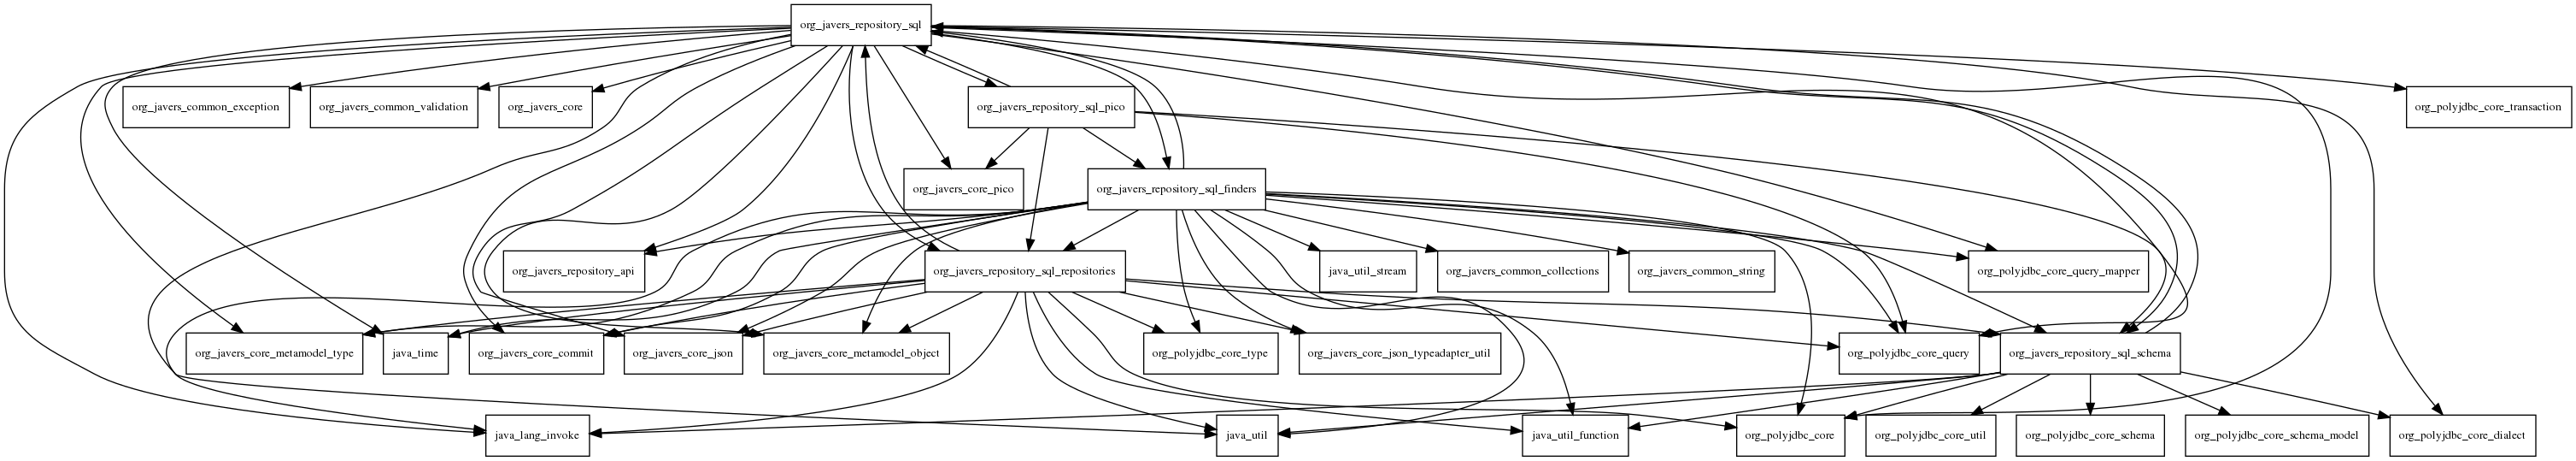 org_javers_repository_sql
org_javers_common_exception
org_javers_common_validation
org_javers_core
org_javers_repository_sql_pico
org_polyjdbc_core_transaction
org_javers_core_pico
org_javers_repository_sql_finders
org_javers_repository_api
org_javers_repository_sql_repositories
java_util_stream
org_javers_common_collections
org_javers_common_string
org_polyjdbc_core_query_mapper
org_javers_core_metamodel_type
java_time
org_javers_core_commit
org_javers_core_json
org_javers_core_metamodel_object
org_polyjdbc_core_type
org_javers_core_json_typeadapter_util
org_polyjdbc_core_query
org_javers_repository_sql_schema
java_lang_invoke
java_util
java_util_function
org_polyjdbc_core
org_polyjdbc_core_util
org_polyjdbc_core_schema
org_polyjdbc_core_schema_model
org_polyjdbc_core_dialect